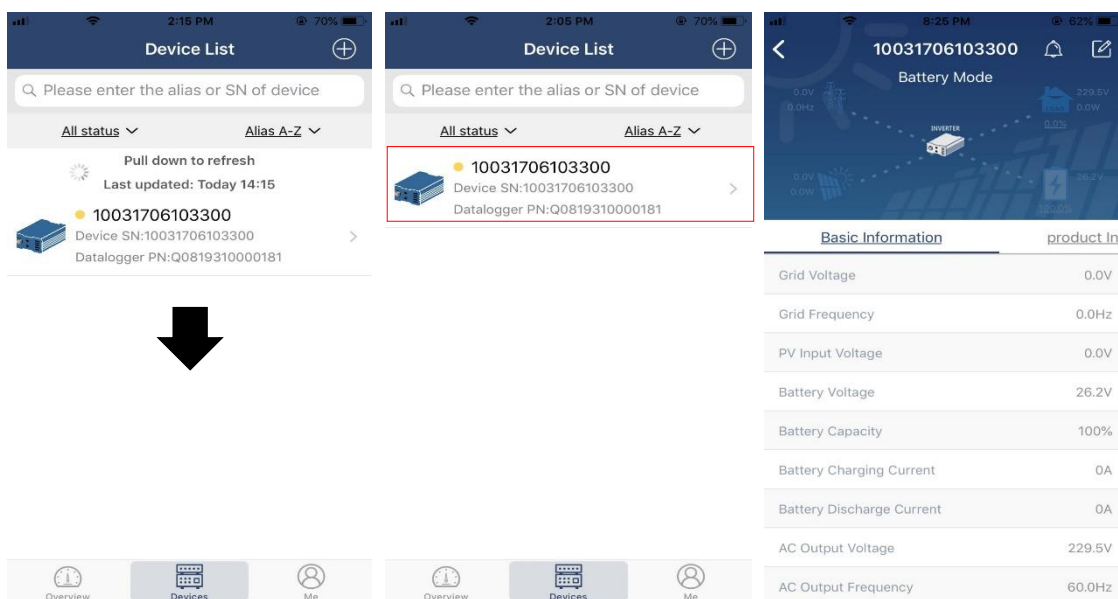 2:15 PM
70%
Device List
Please enter the alias or SN of device
All status
Alias A-Z
Pull down to refresh
Last updated: Today 14:15
10031706103300
Device SN:10031706103300
Datalogger PN:Q0819310000181
Overview
Devices
Me
2:05 PM
70%
Device List
Please enter the alias or SN of device
All status
Alias A-Z
10031706103300
Device SN:10031706103300
Datalogger PN:Q0819310000181
Overview
Devices
Me
8:25 PM
62%
10031706103300
Battery Mode
0.0V
0.0Hz
229.5V
0.0W
0.0%
INVERTER
0.0V
0.0W
26.2V
Basic Information
product In
Grid Voltage 0.0V
Grid Frequency 0.0Hz
PV Input Voltage 0.0V
Battery Voltage 26.2V
Battery Capacity 100%
Battery Charging Current 0A
Battery Discharge Current 0A
AC Output Voltage 229.5V
AC Output Frequency 60.0Hz